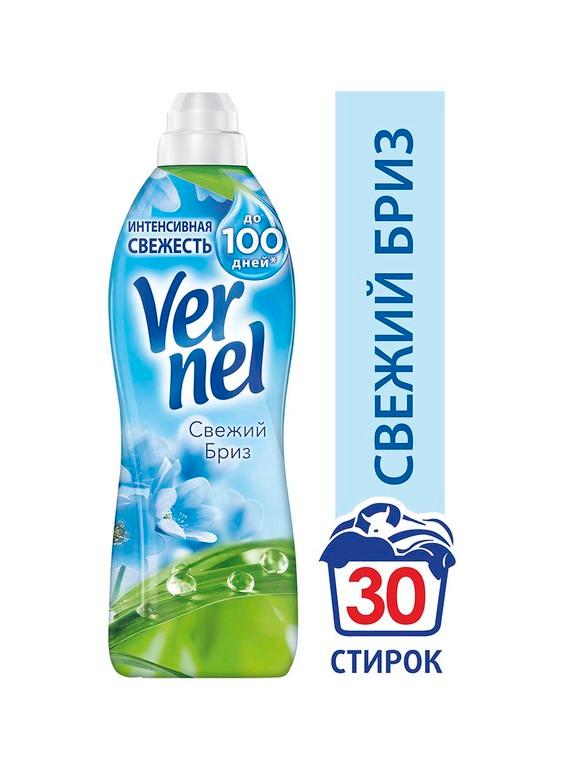 ИНТЕНСИВНАЯ
СВЕЖЕСТЬ
до
100
дней*
Ver
nel
Свежий
Бриз
СВЕЖИЙ БРИЗ
30
СТИРОК